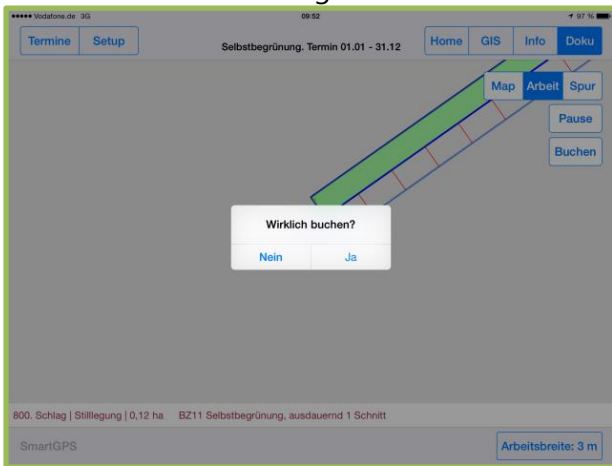 Vodafone.de 3G 09:52 97 %
Termine Setup Selbstbegrünung. Termin 01.01 - 31.12 Home GIS Info Doku
Map Arbeit Spur
Pause
Buchen
Wirklich buchen?
Nein Ja
800. Schlag | Stilllegung | 0,12 ha BZ11 Selbstbegrünung, ausdauernd 1 Schnitt
SmartGPS Arbeitsbreite: 3 m